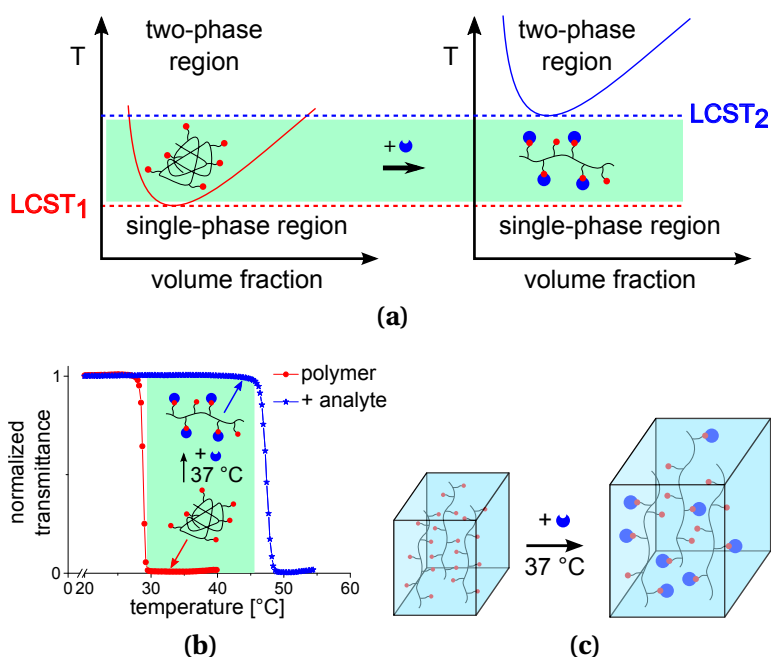 two-phase
region
T
two-phase
region
T
LCST2
+
LCST1
single-phase region
single-phase region
volume fraction
volume fraction
(a)
1
polymer
+ analyte
normalized
transmittance
+
37 °C
+
37 °C
0
20
30
40
50
60
temperature [°C]
(b)
(c)